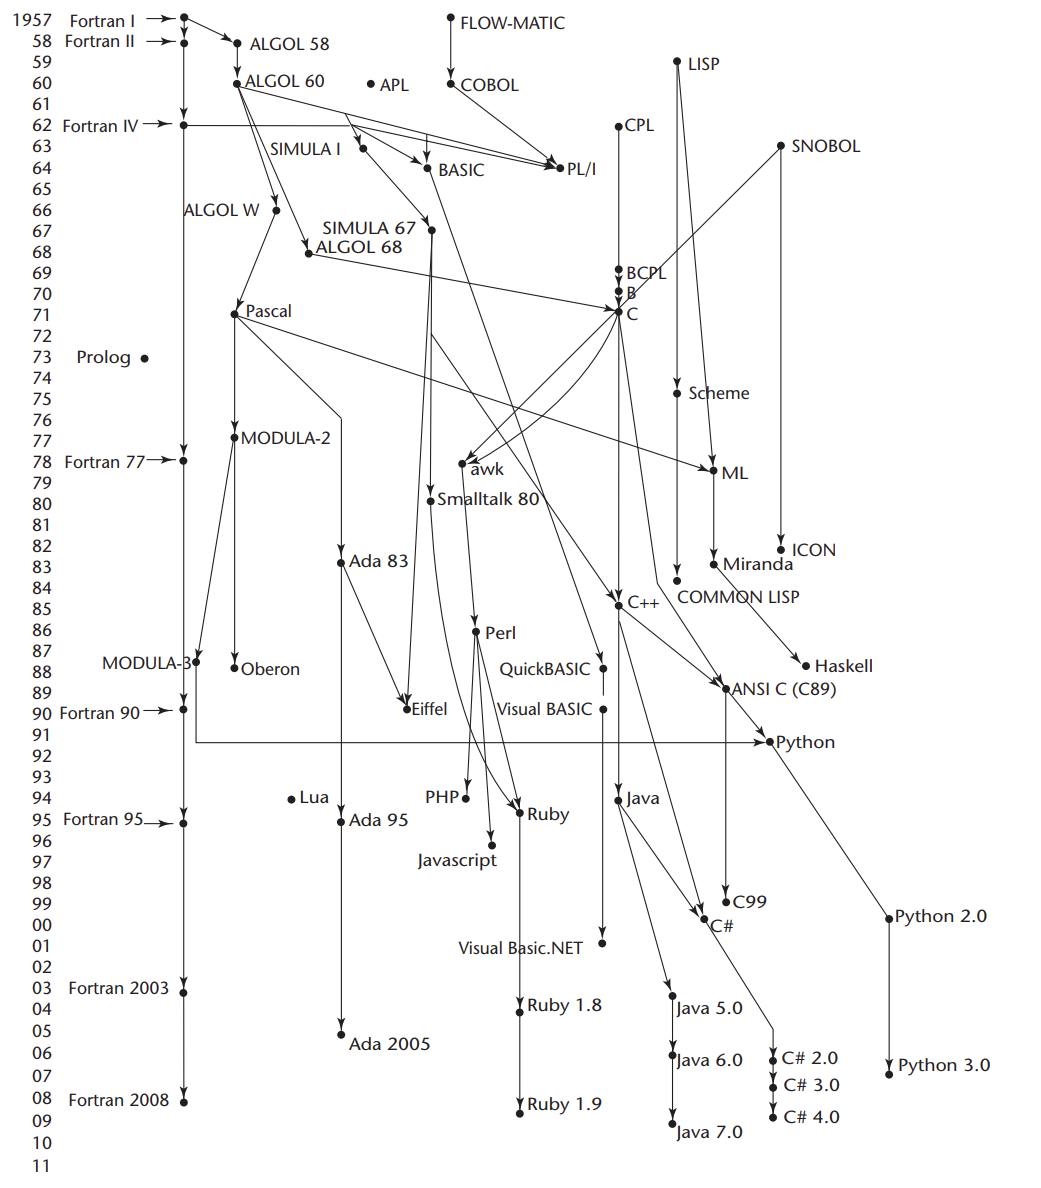 1957 Fortran I FLOW-MATIC
58 Fortran II ALGOL 58
59 LISP
60 ALGOL 60 APL COBOL
61
62 Fortran IV CPL
63 SIMULA I SNOBOL
64 BASIC PL/I
65
66 ALGOL W
67 SIMULA 67
68 ALGOL 68
69 BCPL
70 B
71 Pascal C
72
73 Prolog
74
75 Scheme
76
77 MODULA-2
78 Fortran 77 awk ML
79
80 Smalltalk 80
81
82 ICON
83 Ada 83 Miranda
84 COMMON LISP
85 C++
86 Perl
87
88 MODULA-3 Oberon QuickBASIC Haskell
89 ANSI C (C89)
90 Fortran 90 Eiffel Visual BASIC
91 Python
92
93
94 Lua PHP Java
95 Fortran 95 Ada 95 Ruby
96
97 Javascript
98
99 C99
00 C# Python 2.0
01 Visual Basic.NET
02
03 Fortran 2003
04 Ruby 1.8 Java 5.0
05 Ada 2005
06 Java 6.0 C# 2.0
07 C# 3.0 Python 3.0
08 Fortran 2008 Ruby 1.9
09 Java 7.0 C# 4.0
10
11